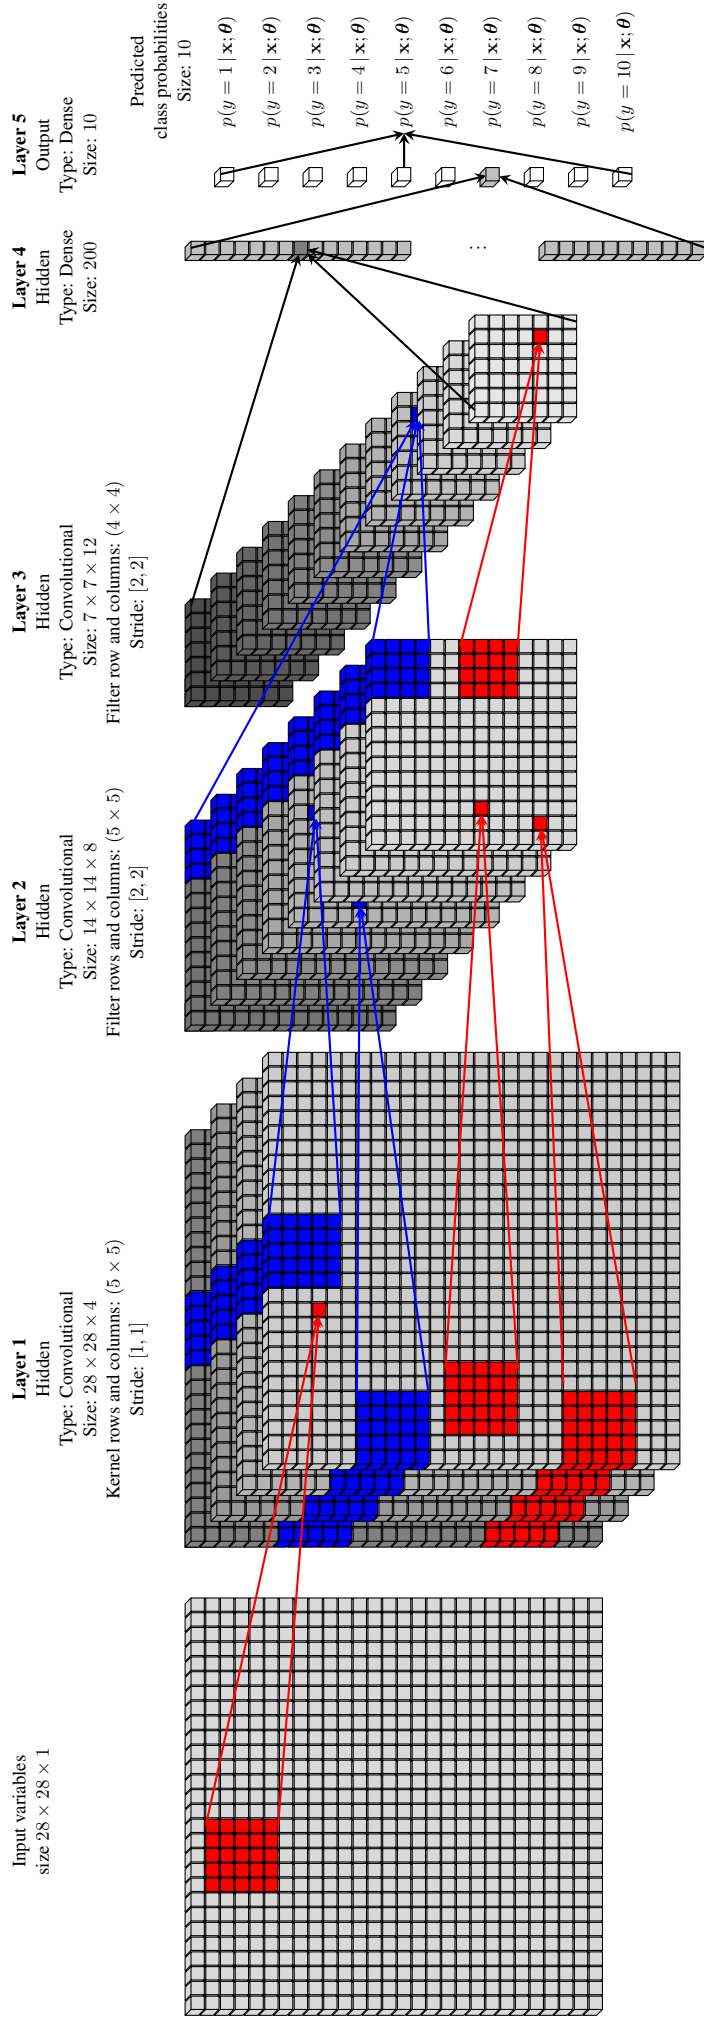 Input variables
size 28 × 28 × 1
Layer 1
Hidden
Type: Convolutional
Size: 28 × 28 × 4
Kernel rows and columns: (5 × 5)
Stride: [1, 1]
Layer 2
Hidden
Type: Convolutional
Size: 14 × 14 × 8
Filter rows and columns: (5 × 5)
Stride: [2, 2]
Layer 3
Hidden
Type: Convolutional
Size: 7 × 7 × 12
Filter row and columns: (4 × 4)
Stride: [2, 2]
Layer 4
Hidden
Type: Dense
Size: 200
...
Layer 5
Output
Type: Dense
Size: 10
Predicted
class probabilities
Size: 10
p(y = 1 | x; θ)
p(y = 2 | x; θ)
p(y = 3 | x; θ)
p(y = 4 | x; θ)
p(y = 5 | x; θ)
p(y = 6 | x; θ)
p(y = 7 | x; θ)
p(y = 8 | x; θ)
p(y = 9 | x; θ)
p(y = 10 | x; θ)